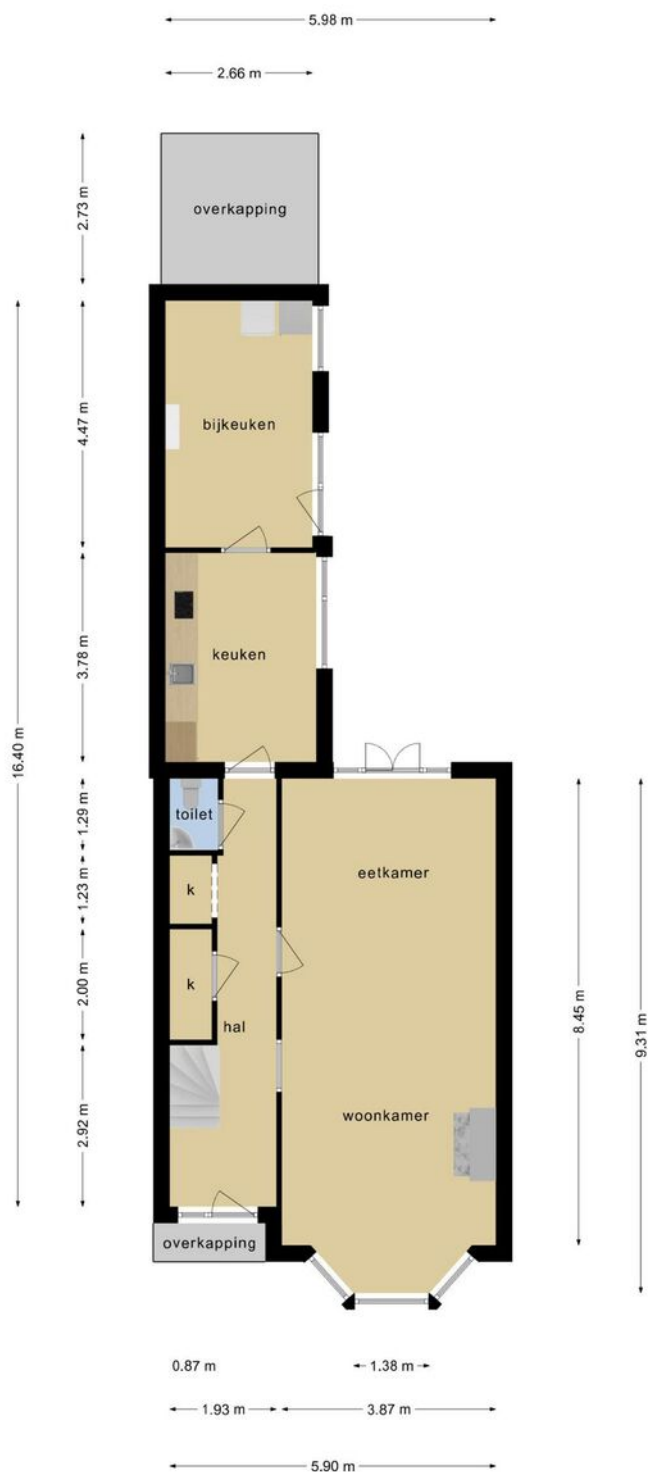 5.98 m
2.66 m
2.73 m
overkapping
4.47 m
bijkeuken
16.40 m
3.78 m
keuken
1.29 m
toilet
1.23 m
k
eetkamer
2.00 m
k
hal
8.45 m
9.31 m
2.92 m
woonkamer
overkapping
0.87 m
1.38 m
1.93 m
3.87 m
5.90 m